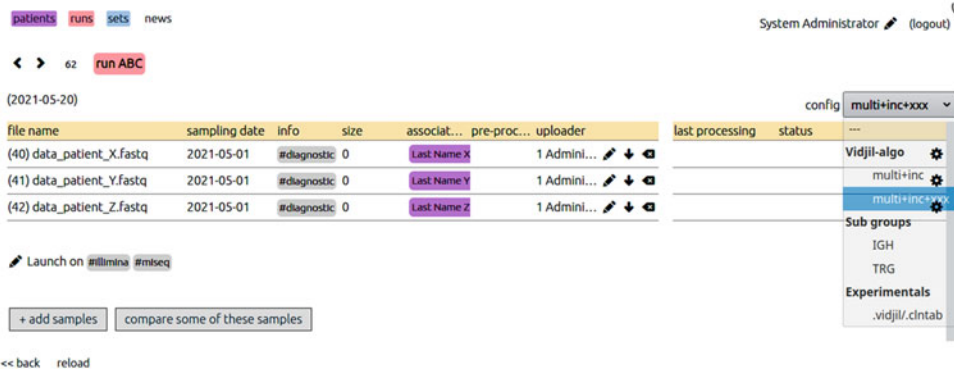 patients runs sets news
System Administrator (logout)
62 run ABC
(2021-05-20)
config multi+inc+xxx
file name sampling date info size associat... pre-proc... uploader last processing status ---
(40) data_patient_X.fastq 2021-05-01 #diagnostic 0 Last Name X 1 Admini...
(41) data_patient_Y.fastq 2021-05-01 #diagnostic 0 Last Name Y 1 Admini...
(42) data_patient_Z.fastq 2021-05-01 #diagnostic 0 Last Name Z 1 Admini...
Vidjil-algo
multi+inc
multi+inc+xxx
Sub groups
IGH
TRG
Experimentals
.vidjil/.clntab
Launch on #illimina #miseq
+ add samples compare some of these samples
<< back reload